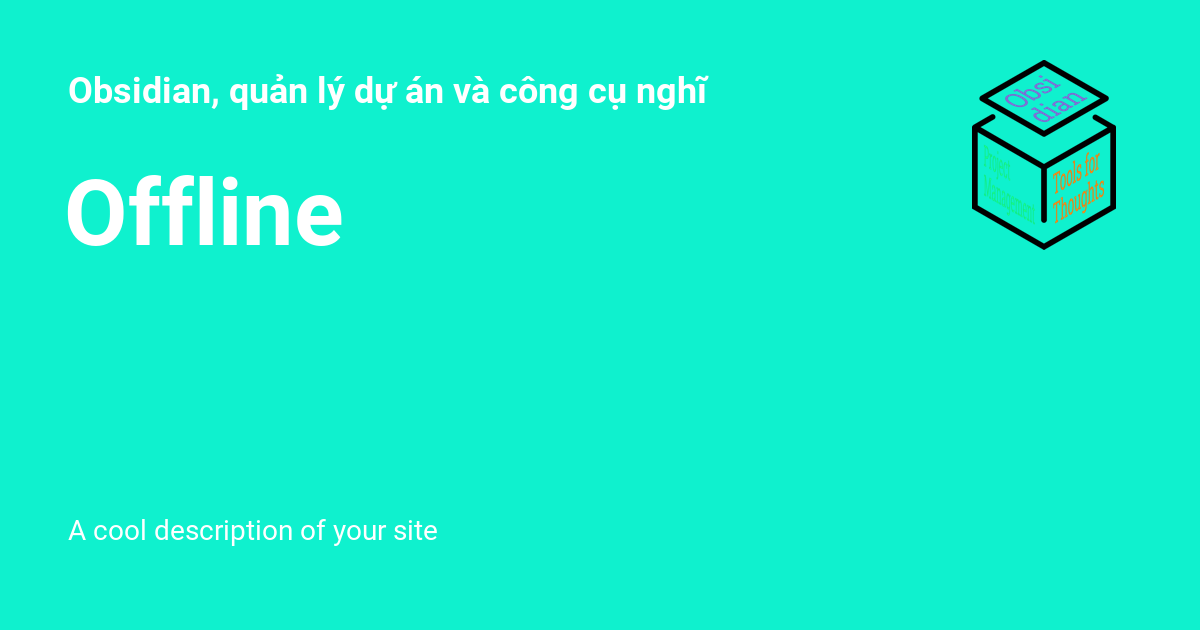 Obsidian, quản lý dự án và công cụ nghĩ
Offline
A cool description of your site
Obsi
dian
Project
Management
Tools for
Thoughts